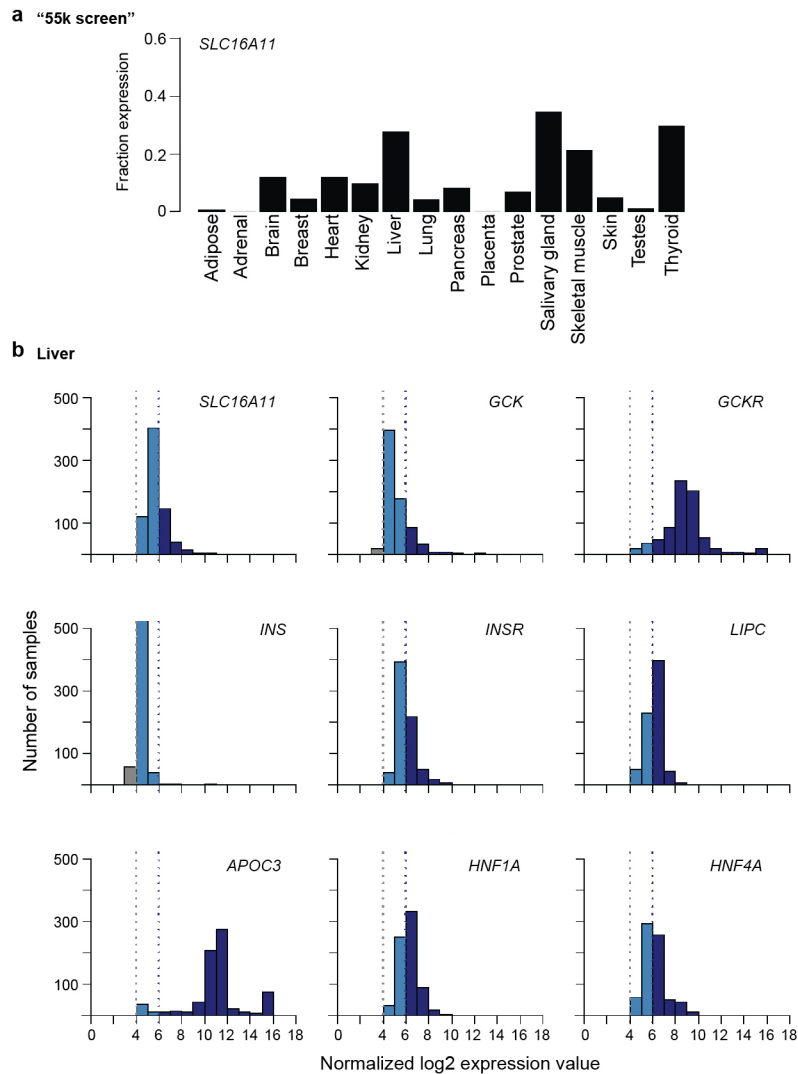 a "55k screen"
SLC16A11
Fraction expression
0.6
0.4
0.2
0
Adipose
Adrenal
Brain
Breast
Heart
Kidney
Liver
Lung
Pancreas
Placenta
Prostate
Salivary gland
Skeletal muscle
Skin
Testes
Thyroid
b Liver
Number of samples
500
300
100
SLC16A11
GCK
GCKR
500
300
100
INS
INSR
LIPC
500
300
100
APOC3
HNF1A
HNF4A
0 2 4 6 8 10 12 14 16 18
0 2 4 6 8 10 12 14 16 18
0 2 4 6 8 10 12 14 16 18
Normalized log2 expression value